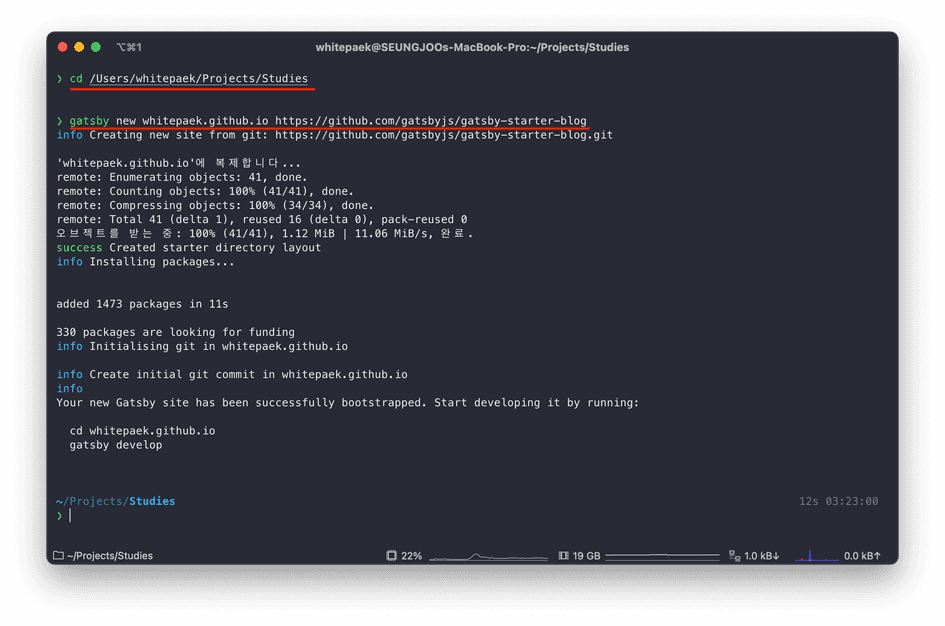 ⌥⌘1
whitepaek@SEUNGJOOs-MacBook-Pro:~/Projects/Studies
❯ cd /Users/whitepaek/Projects/Studies
❯ gatsby new whitepaek.github.io https://github.com/gatsbyjs/gatsby-starter-blog
info Creating new site from git: https://github.com/gatsbyjs/gatsby-starter-blog.git
'whitepaek.github.io'에 복제합니다...
remote: Enumerating objects: 41, done.
remote: Counting objects: 100% (41/41), done.
remote: Compressing objects: 100% (34/34), done.
remote: Total 41 (delta 1), reused 16 (delta 0), pack-reused 0
오브젝트를 받는 중: 100% (41/41), 1.12 MiB | 11.06 MiB/s, 완료.
success Created starter directory layout
info Installing packages...
added 1473 packages in 11s
330 packages are looking for funding
info Initialising git in whitepaek.github.io
info Create initial git commit in whitepaek.github.io
info
Your new Gatsby site has been successfully bootstrapped. Start developing it by running:
cd whitepaek.github.io
gatsby develop
~/Projects/Studies 12s 03:23:00
❯
~/Projects/Studies 22% 19 GB 1.0 kB↓ 0.0 kB↑